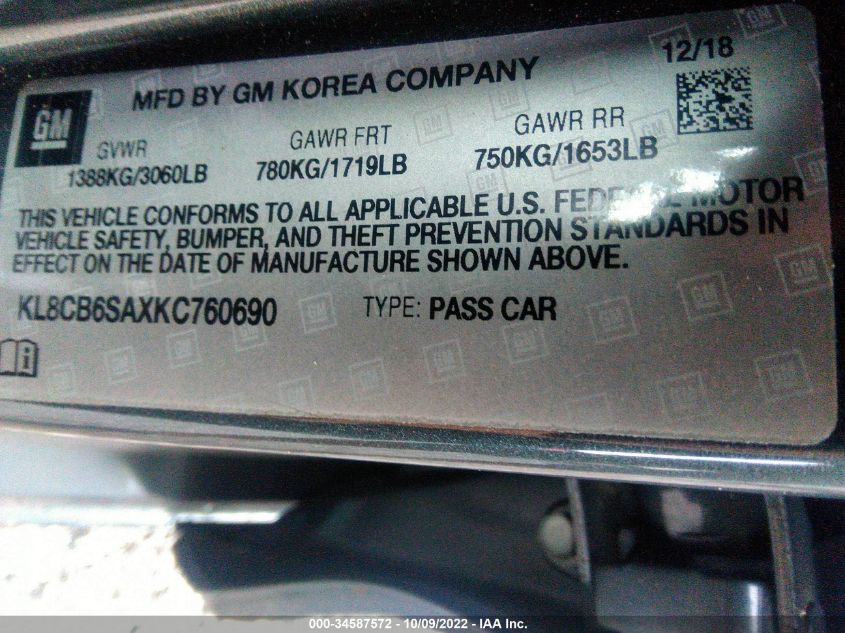 12/18
MFD BY GM KOREA COMPANY
GM
GVWR GAWR FRT GAWR RR
1388KG/3060LB 780KG/1719LB 750KG/1653LB
THIS VEHICLE CONFORMS TO ALL APPLICABLE U.S. FEDERAL MOTOR
VEHICLE SAFETY, BUMPER, AND THEFT PREVENTION STANDARDS IN
EFFECT ON THE DATE OF MANUFACTURE SHOWN ABOVE.
KL8CB6SAXKC760690 TYPE: PASS CAR
000-34587572 - 10/09/2022 - IAA Inc.